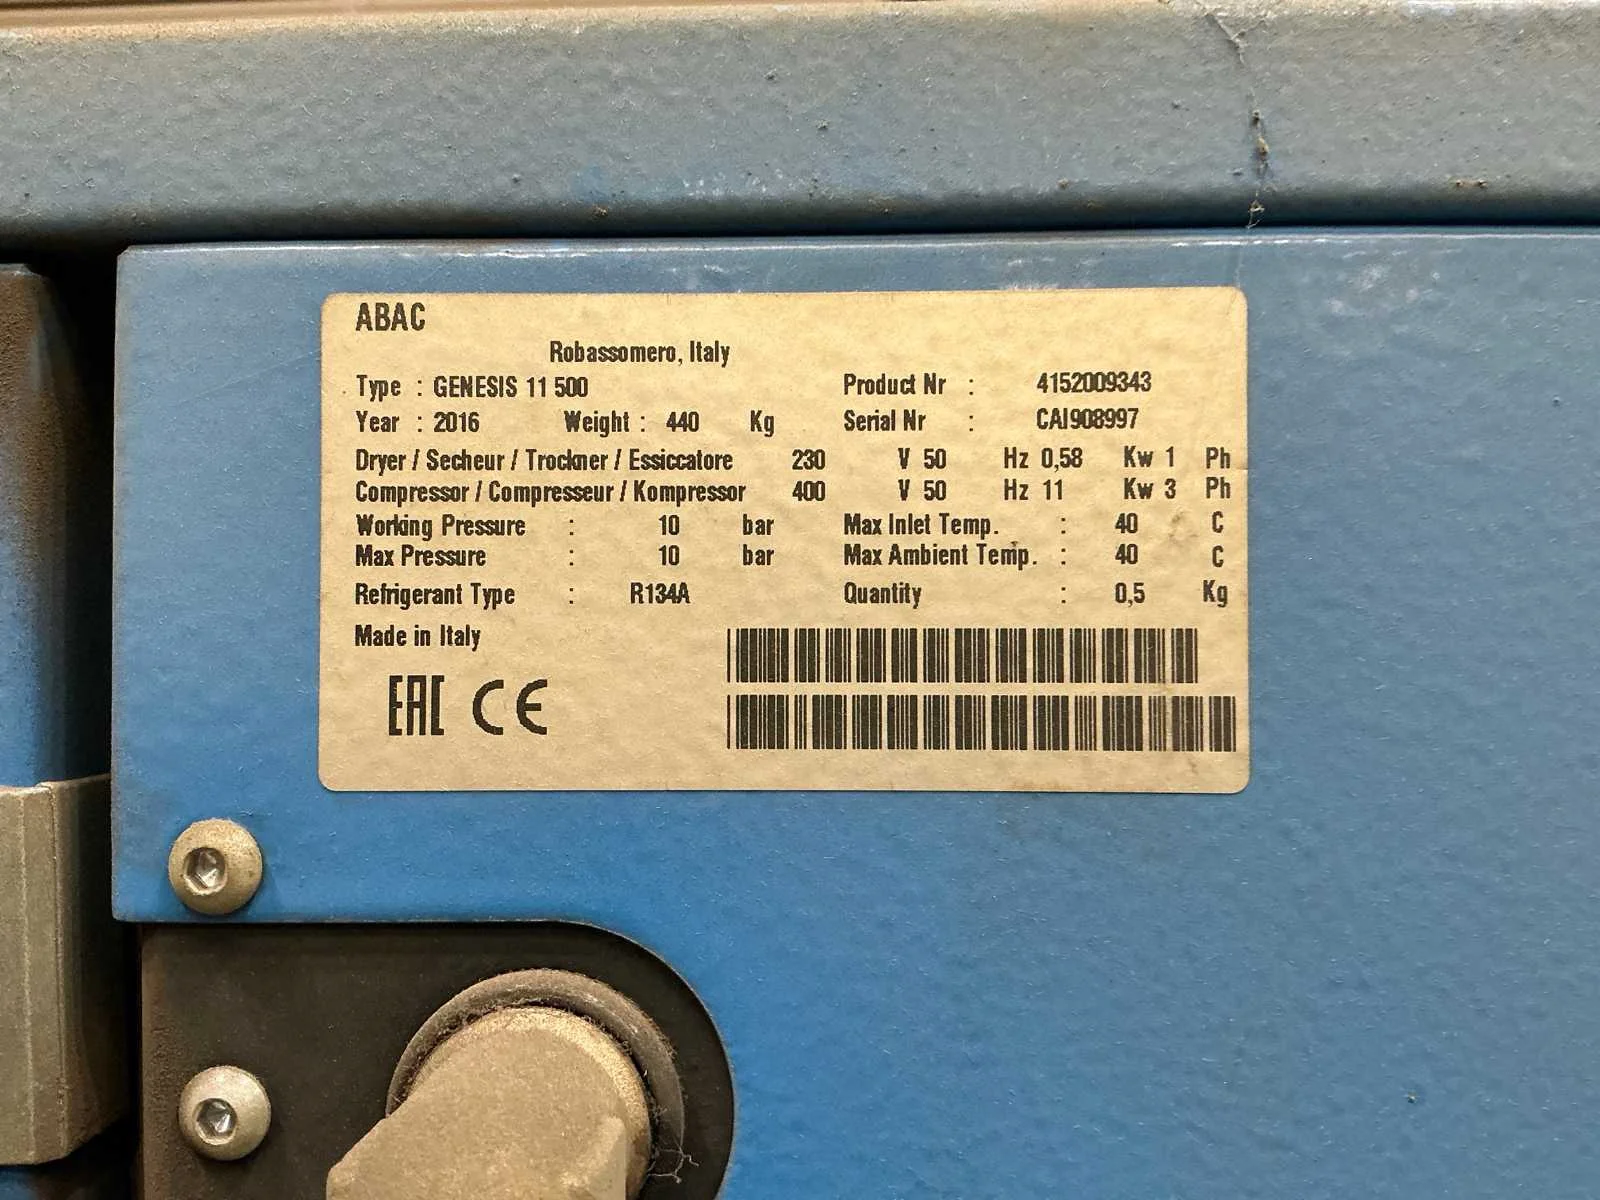 ABAC
Robassomero, Italy
Type : GENESIS 11 500 Product Nr : 4152009343
Year : 2016 Weight : 440 Kg Serial Nr : CAI908997
Dryer / Secheur / Trockner / Essiccatore 230 V 50 Hz 0,58 Kw 1 Ph
Compressor / Compresseur / Kompressor 400 V 50 Hz 11 Kw 3 Ph
Working Pressure : 10 bar Max Inlet Temp. : 40 C
Max Pressure : 10 bar Max Ambient Temp. : 40 C
Refrigerant Type : R134A Quantity : 0,5 Kg
Made in Italy
EAC CE